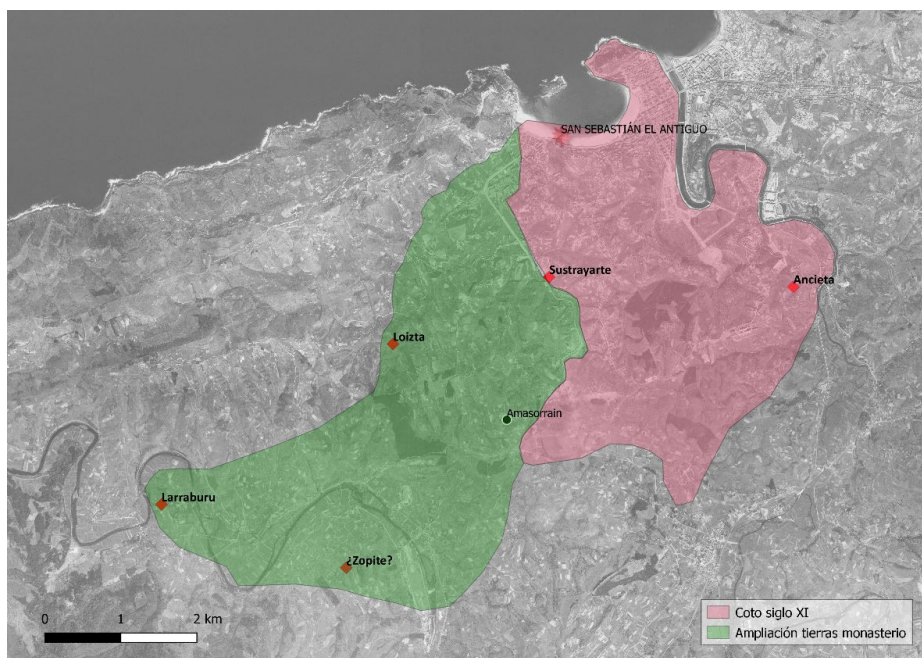 SAN SEBASTIÁN EL ANTIGUO
Sustrayarte
Ancieta
Loizta
Amasorrain
Larraburu
¿Zopite?
0 1 2 km
Coto siglo XI
Ampliación tierras monasterio